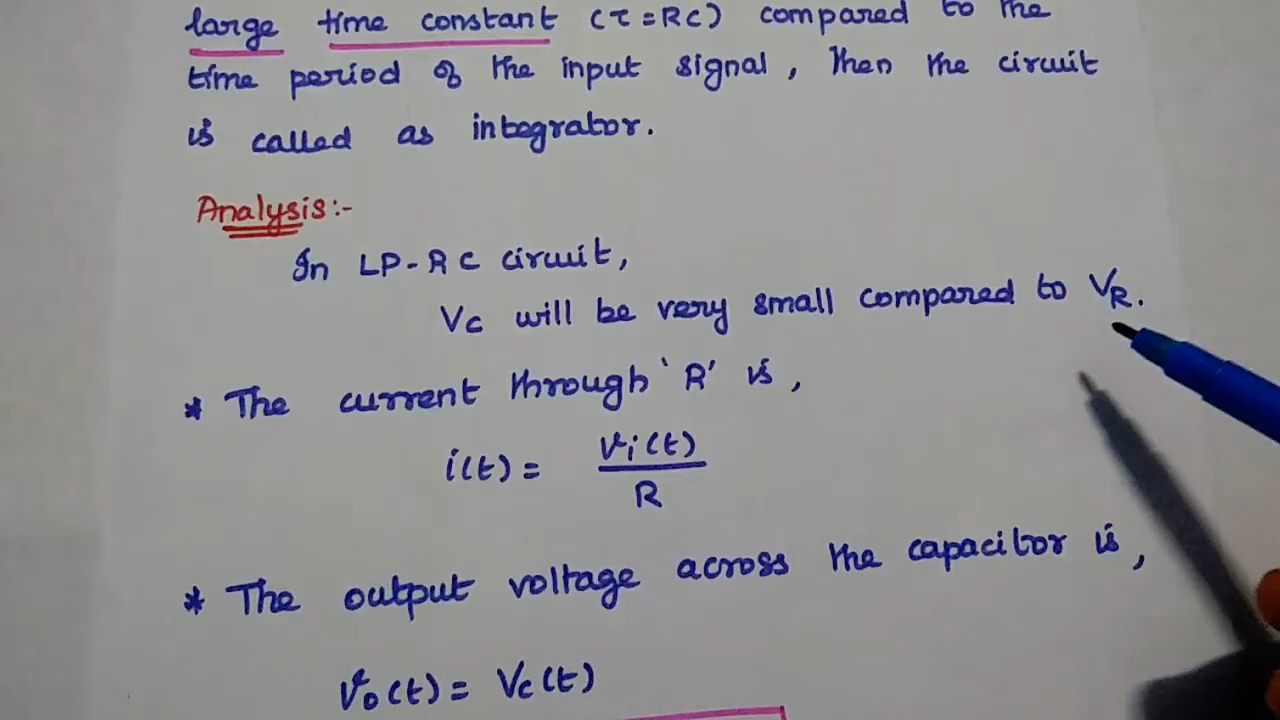 large time constant (τ=RC) compared to the
time period of the input signal, then the circuit
is called as integrator.
Analysis:-
In LP-RC circuit,
Vc will be very small compared to VR.
* The current through 'R' is,
i(t) = vi(t)
R
* The output voltage across the capacitor is,
vo(t) = Vc(t)